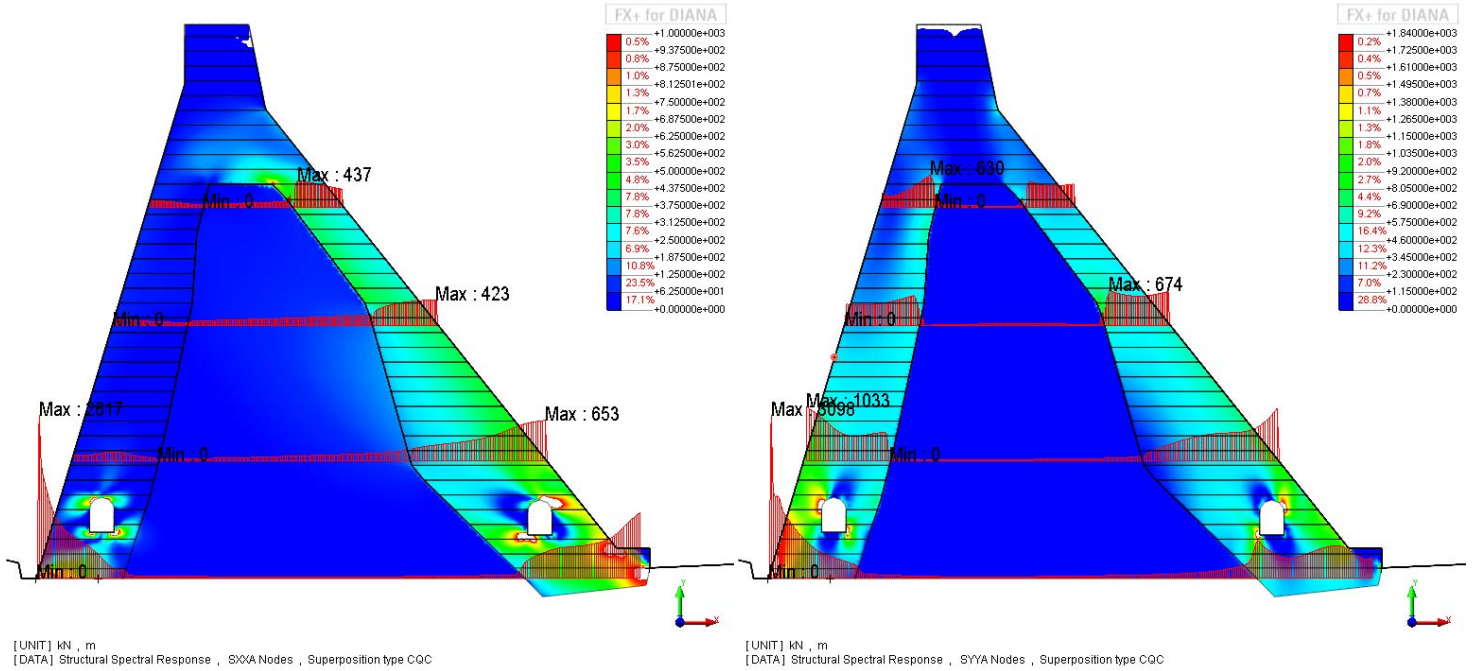 FX+ for DIANA
+1.00000e+003
0.5%
+9.37500e+002
0.8%
+8.75000e+002
1.0%
+8.12501e+002
1.3%
+7.50000e+002
1.7%
+6.87500e+002
2.0%
+6.25000e+002
3.0%
+5.62500e+002
3.5%
+5.00000e+002
4.8%
+4.37500e+002
7.8%
+3.75000e+002
7.8%
+3.12500e+002
7.6%
+2.50000e+002
6.9%
+1.87500e+002
10.8%
+1.25000e+002
23.5%
+6.25000e+001
17.1%
+0.00000e+000
Max : 437
Min : 0
Max : 423
Min : 0
Max : 2617
Max : 653
Min : 0
Min : 0
Y
X
[UNIT] kN , m
[DATA] Structural Spectral Response , SXXA Nodes , Superposition type CQC
FX+ for DIANA
+1.84000e+003
0.2%
+1.72500e+003
0.4%
+1.61000e+003
0.5%
+1.49500e+003
0.7%
+1.38000e+003
1.1%
+1.26500e+003
1.3%
+1.15000e+003
1.8%
+1.03500e+003
2.0%
+9.20000e+002
2.7%
+8.05000e+002
4.4%
+6.90000e+002
9.2%
+5.75000e+002
16.4%
+4.60000e+002
12.3%
+3.45000e+002
11.2%
+2.30000e+002
7.0%
+1.15000e+002
28.8%
+0.00000e+000
Max : 630
Min : 0
Max : 674
Min : 0
Max : 1033
Max : 3098
Min : 0
Min : 0
Y
X
[UNIT] kN , m
[DATA] Structural Spectral Response , SYYA Nodes , Superposition type CQC